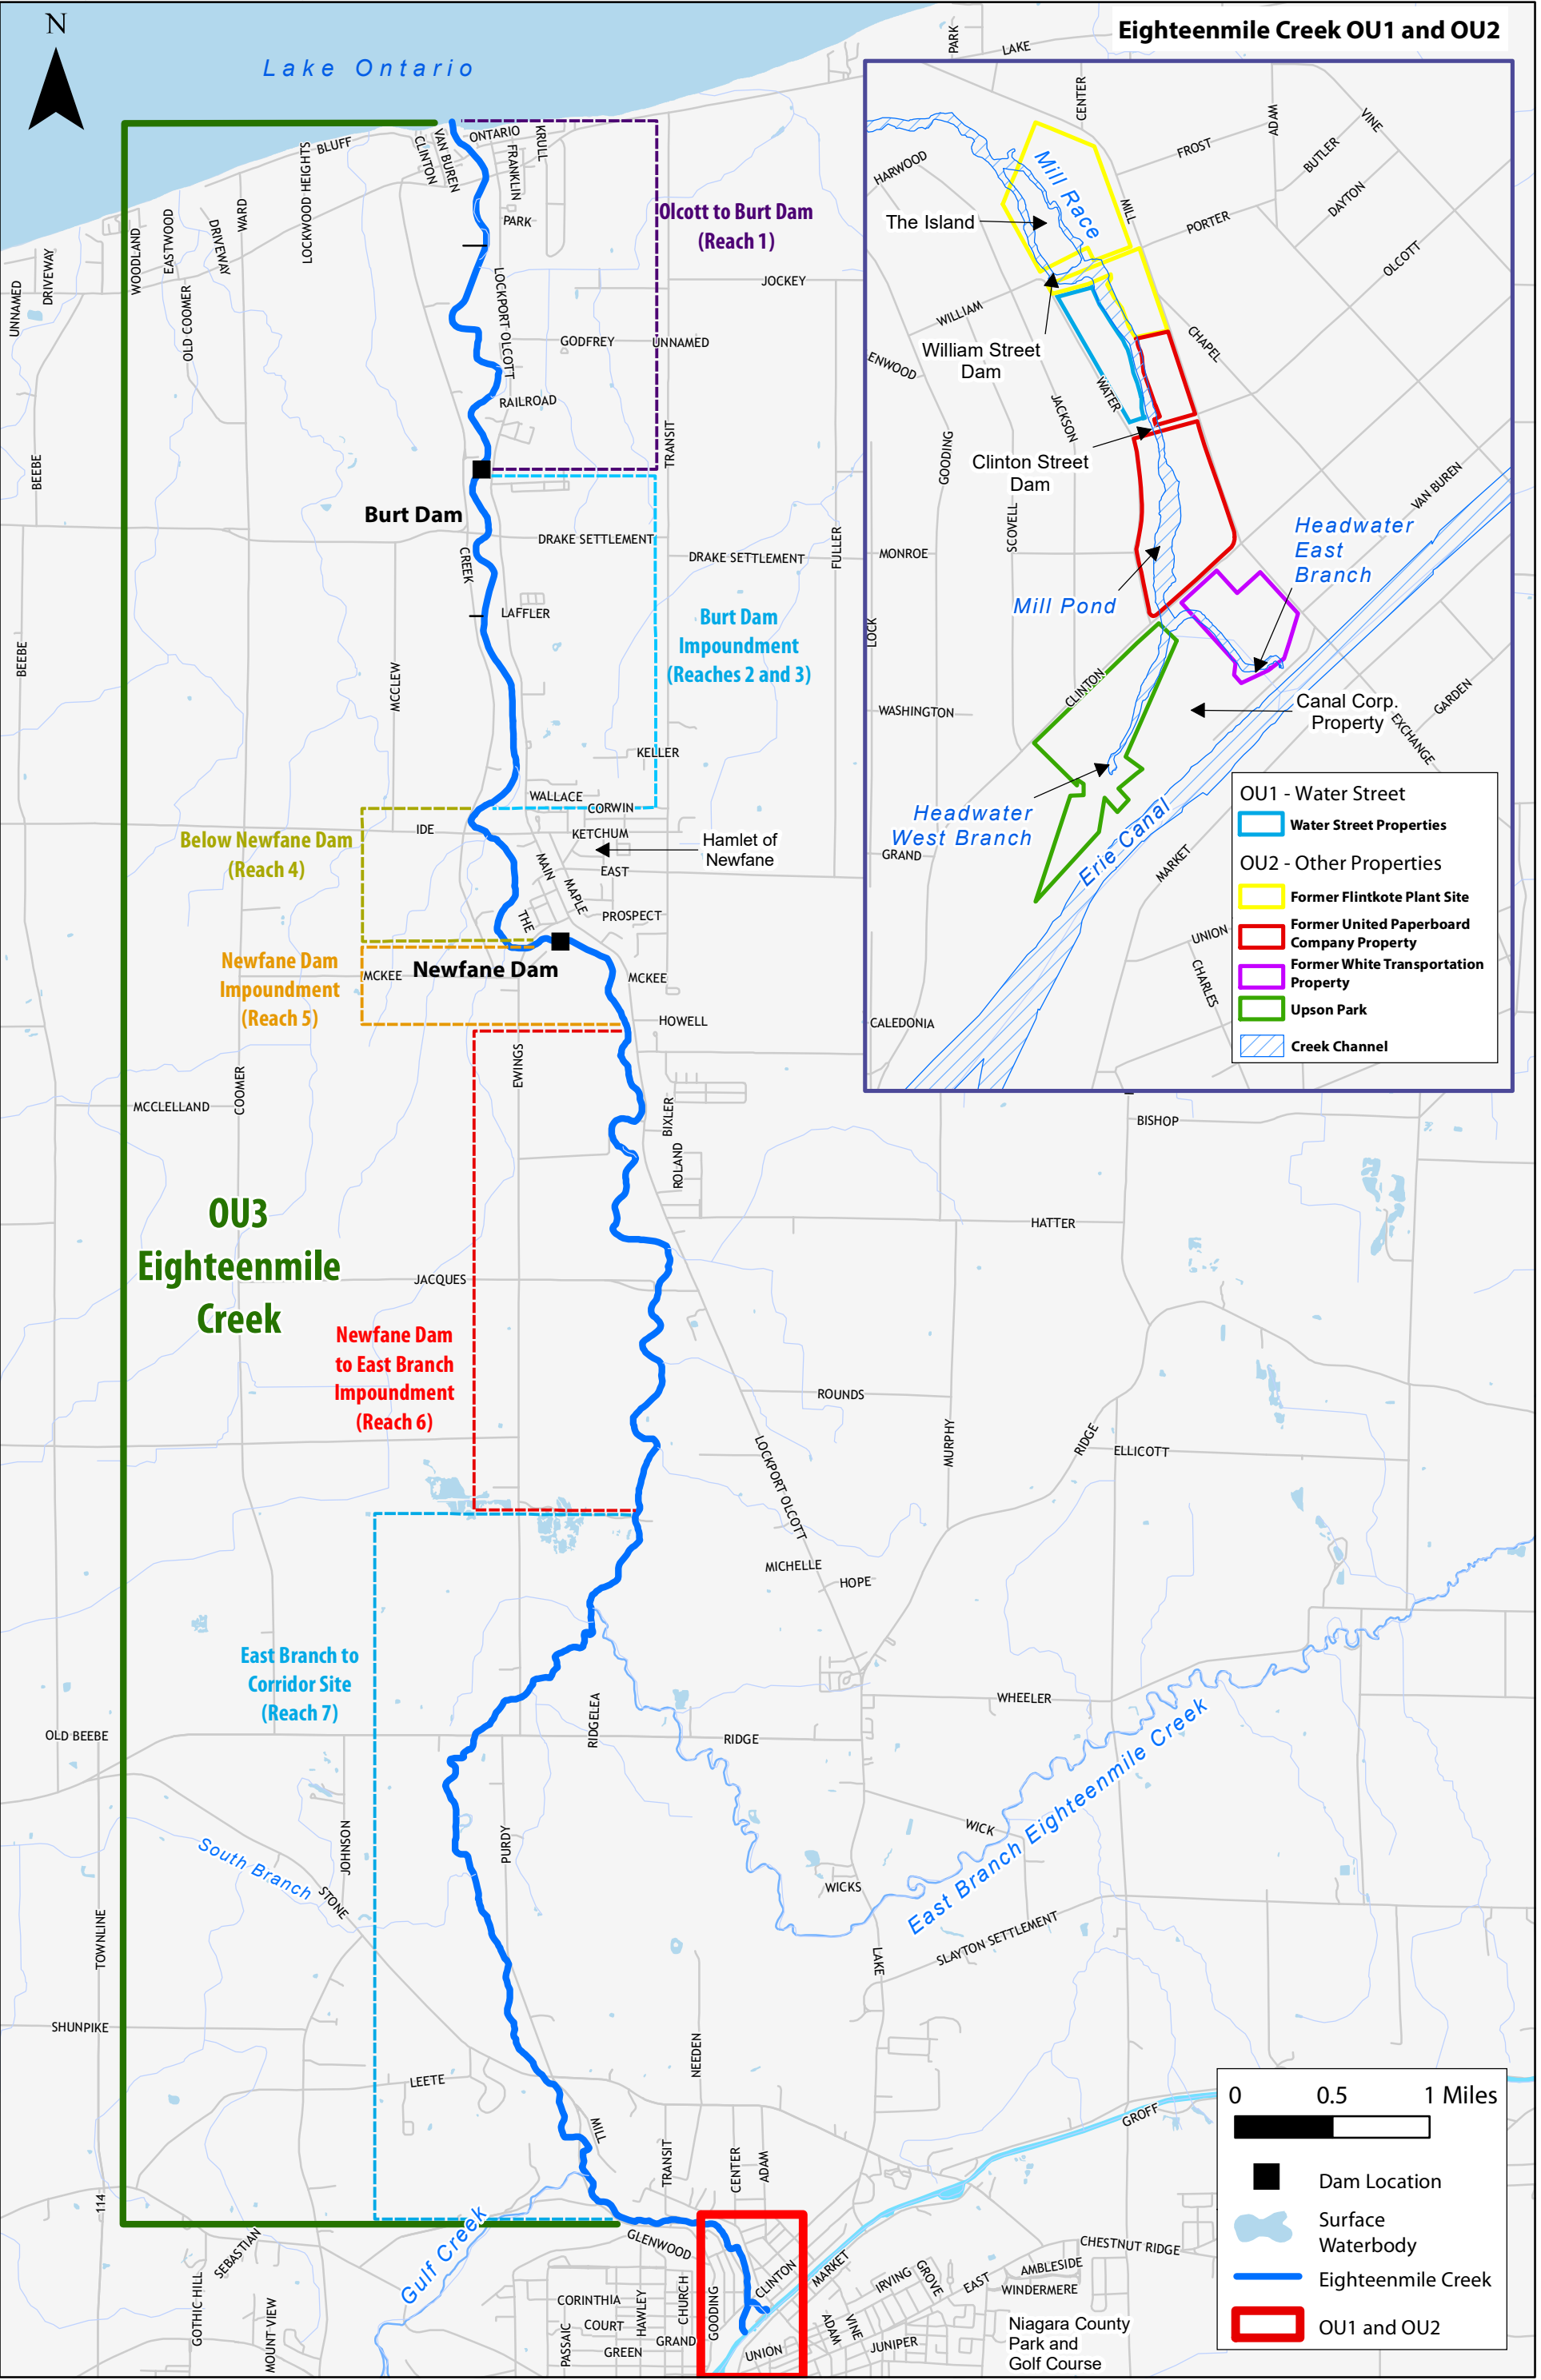 Eighteenmile Creek OU1 and OU2
N
Lake Ontario
PARK
LAKE
BLUFF
CLINTON
VAN BUREN
ONTARIO
FRANKLIN
KRULL
PARK
LOCKWOOD HEIGHTS
WARD
DRIVEWAY
EASTWOOD
WOODLAND
DRIVEWAY
UNNAMED
OLD COOMER
Olcott to Burt Dam
(Reach 1)
JOCKEY
LOCKPORT OLCOTT
GODFREY
UNNAMED
RAILROAD
TRANSIT
BEEBE
Burt Dam
CREEK
DRAKE SETTLEMENT
DRAKE SETTLEMENT
FULLER
LAFFLER
BEEBE
MCCLEW
Burt Dam
Impoundment
(Reaches 2 and 3)
KELLER
WALLACE
CORWIN
IDE
KETCHUM
Hamlet of
Newfane
MAIN
EAST
MAPLE
Below Newfane Dam
(Reach 4)
THE
PROSPECT
Newfane Dam
MCKEE
MCKEE
Newfane Dam
Impoundment
(Reach 5)
HOWELL
EWINGS
MCCLELLAND
COOMER
BIXLER
ROLAND
BISHOP
HATTER
OU3
Eighteenmile
Creek
JACQUES
Newfane Dam
to East Branch
Impoundment
(Reach 6)
ROUNDS
LOCKPORT OLCOTT
MURPHY
RIDGE
ELLICOTT
MICHELLE
HOPE
East Branch to
Corridor Site
(Reach 7)
OLD BEEBE
RIDGELEA
RIDGE
WHEELER
East Branch Eighteenmile Creek
WICK
JOHNSON
PURDY
South Branch
STONE
WICKS
TOWNLINE
SLAYTON SETTLEMENT
LAKE
SHUNPIKE
NEEDEN
LEETE
MILL
TRANSIT
CENTER
ADAM
GROFF
114
SEBASTIAN
Gulf Creek
GLENWOOD
GOTHIC HILL
MOUNT VIEW
CORINTHIA
COURT
GREEN
PASSAIC
HAWLEY
CHURCH
GRAND
GOODING
CLINTON
MARKET
UNION
ADAM
VINE
IRVING
GROVE
EAST
JUNIPER
AMBLESIDE
WINDERMERE
CHESTNUT RIDGE
Niagara County
Park and
Golf Course
HARWOOD
Mill Race
The Island
CENTER
FROST
ADAM
VINE
BUTLER
DAYTON
MILL
PORTER
OLCOTT
WILLIAM
William Street
Dam
ENWOOD
CHAPEL
WATER
JACKSON
GOODING
Clinton Street
Dam
SCOVELL
MONROE
VAN BUREN
Headwater
East
Branch
Mill Pond
LOCK
CLINTON
WASHINGTON
Canal Corp.
Property
GARDEN
EXCHANGE
Headwater
West Branch
Erie Canal
GRAND
MARKET
UNION
CHARLES
CALEDONIA
OU1 - Water Street
Water Street Properties
OU2 - Other Properties
Former Flintkote Plant Site
Former United Paperboard
Company Property
Former White Transportation
Property
Upson Park
Creek Channel
0 0.5 1 Miles
Dam Location
Surface
Waterbody
Eighteenmile Creek
OU1 and OU2